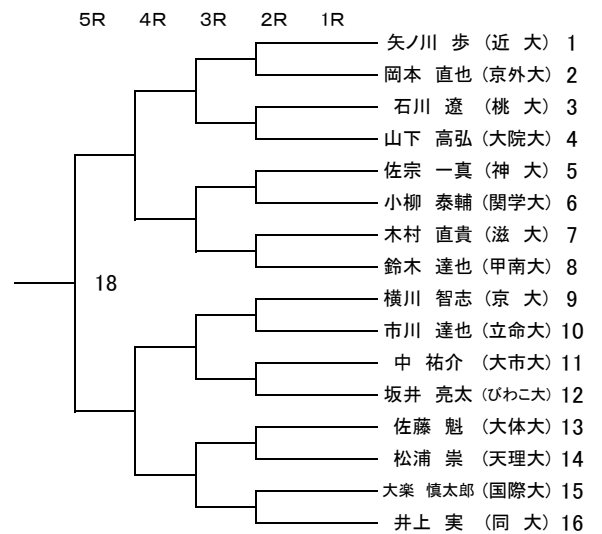 5R 4R 3R 2R 1R
矢ノ川 歩 (近 大) 1
岡本 直也 (京外大) 2
石川 遼 (桃 大) 3
山下 高弘 (大院大) 4
佐宗 一真 (神 大) 5
小柳 泰輔 (関学大) 6
木村 直貴 (滋 大) 7
鈴木 達也 (甲南大) 8
18
横川 智志 (京 大) 9
市川 達也 (立命大) 10
中 祐介 (大市大) 11
坂井 亮太 (びわこ大) 12
佐藤 魁 (大体大) 13
松浦 崇 (天理大) 14
大楽 慎太郎 (国際大) 15
井上 実 (同 大) 16